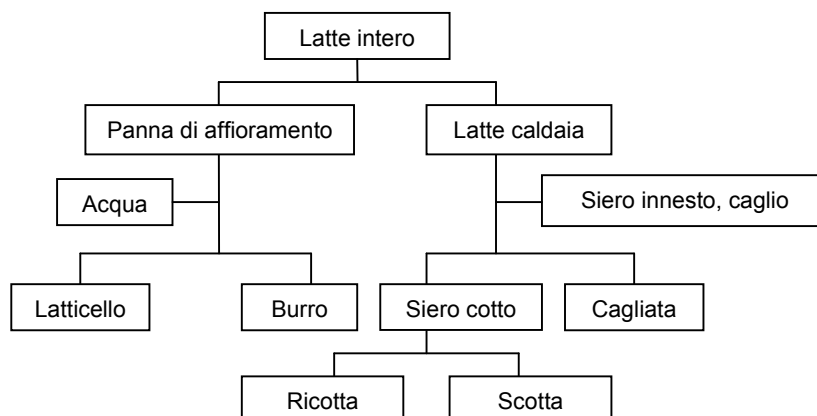 Latte intero
Panna di affioramento
Latte caldaia
Acqua
Siero innesto, caglio
Latticello
Burro
Siero cotto
Cagliata
Ricotta
Scotta